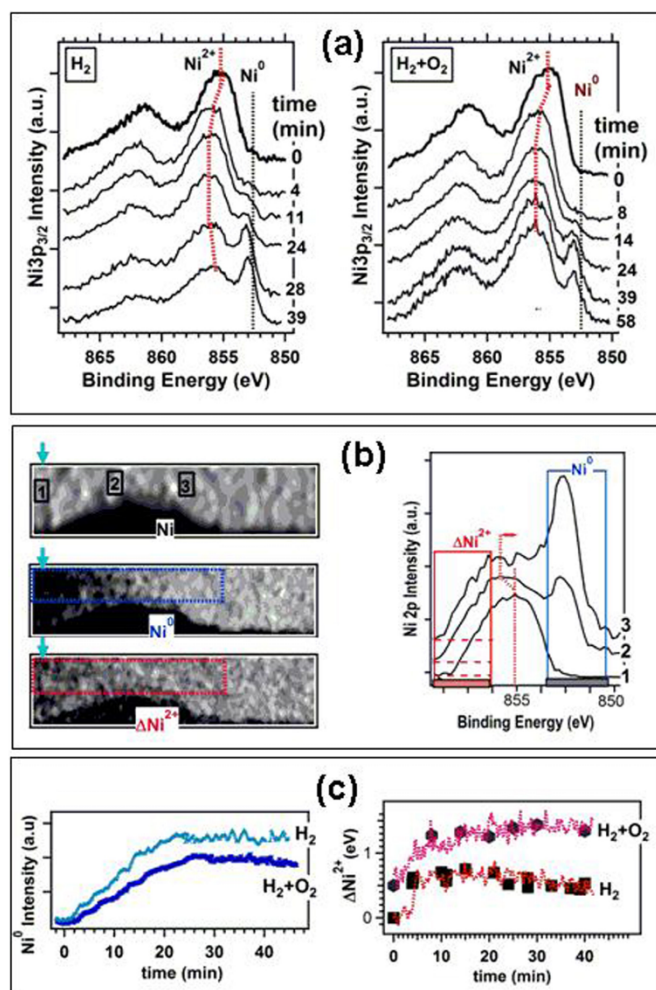 (a)
H2
Ni2+
Ni0
time
(min)
0
4
11
24
28
39
Ni3p3/2 Intensity (a.u.)
865 860 855 850
Binding Energy (eV)
H2+O2
Ni2+
Ni0
time
(min)
0
8
14
24
39
58
Ni3p3/2 Intensity (a.u.)
865 860 855 850
Binding Energy (eV)
(b)
1 2 3
Ni
Ni0
ΔNi2+
Ni0
ΔNi2+
Ni 2p Intensity (a.u.)
3
2
1
855 850
Binding Energy (eV)
(c)
Ni0 Intensity (a.u)
H2
H2+O2
0 10 20 30 40
time (min)
ΔNi2+ (eV)
1
0
H2+O2
H2
0 10 20 30 40
time (min)